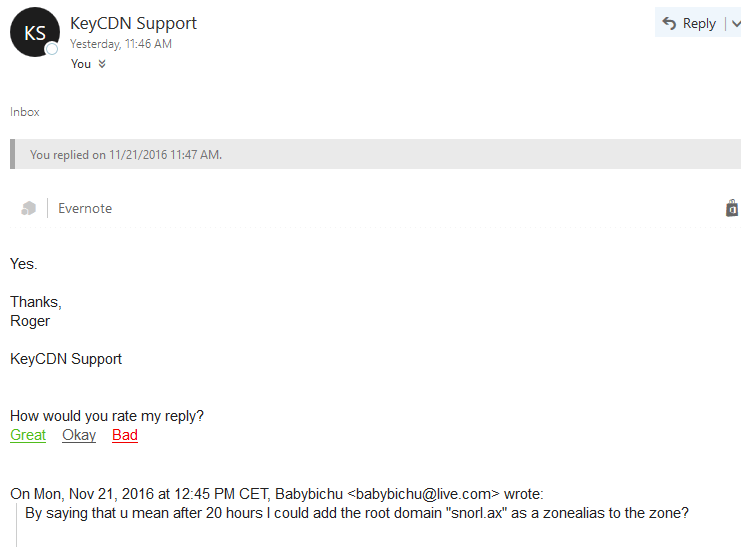 KS
KeyCDN Support
Yesterday, 11:46 AM
Reply
You
Inbox
You replied on 11/21/2016 11:47 AM.
Evernote
Yes.
Thanks,
Roger
KeyCDN Support
How would you rate my reply?
Great Okay Bad
On Mon, Nov 21, 2016 at 12:45 PM CET, Babybichu <babybichu@live.com> wrote:
By saying that u mean after 20 hours I could add the root domain "snorl.ax" as a zonealias to the zone?